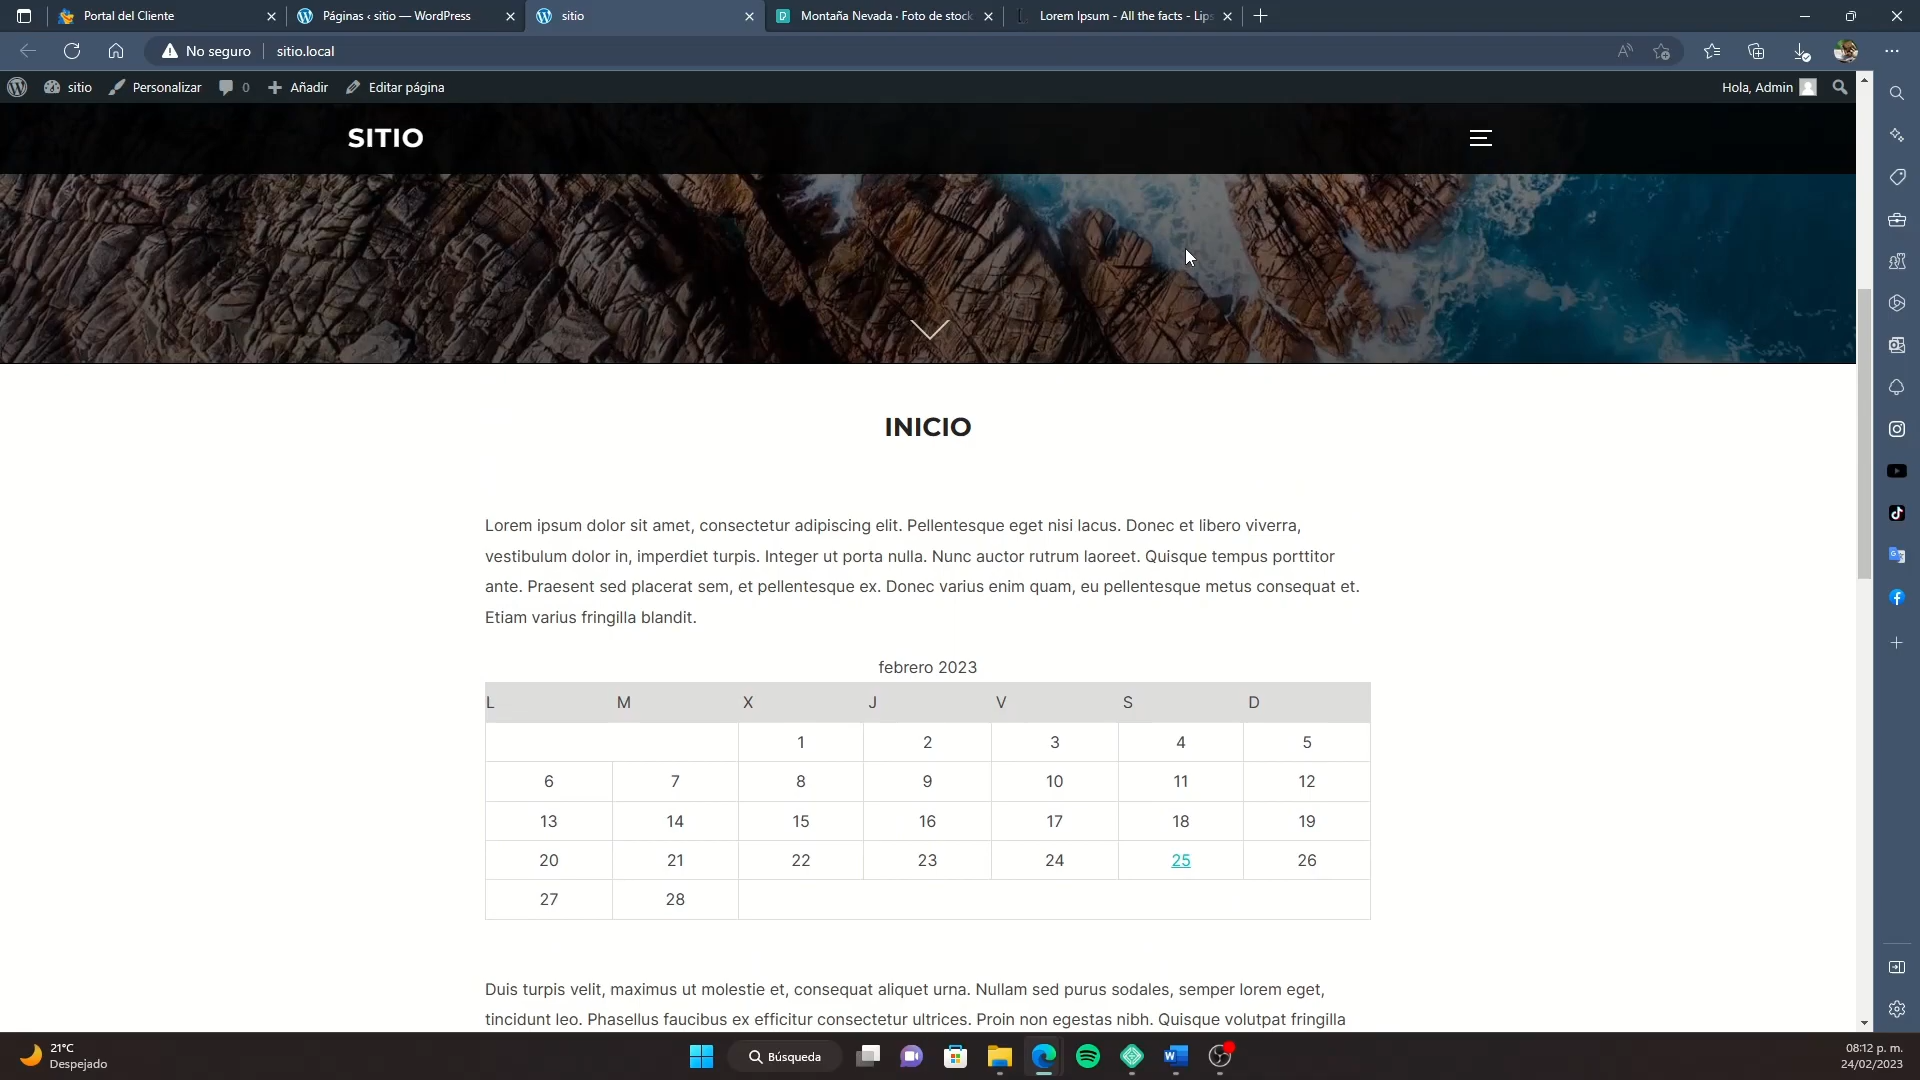 Portal del Cliente
Páginas ‹ sitio — WordPress
sitio
Montaña Nevada · Foto de stock
Lorem Ipsum - All the facts - Lips
No seguro
sitio.local
sitio
Personalizar
0
Añadir
Editar página
Hola, Admin
SITIO
INICIO
Lorem ipsum dolor sit amet, consectetur adipiscing elit. Pellentesque eget nisi lacus. Donec et libero viverra,
vestibulum dolor in, imperdiet turpis. Integer ut porta nulla. Nunc auctor rutrum laoreet. Quisque tempus porttitor
ante. Praesent sed placerat sem, et pellentesque ex. Donec varius enim quam, eu pellentesque metus consequat et.
Etiam varius fringilla blandit.
febrero 2023
L M X J V S D
1 2 3 4 5
6 7 8 9 10 11 12
13 14 15 16 17 18 19
20 21 22 23 24 25 26
27 28
Duis turpis velit, maximus ut molestie et, consequat aliquet urna. Nullam sed purus sodales, semper lorem eget,
tincidunt leo. Phasellus faucibus ex efficitur consectetur ultrices. Proin non egestas nibh. Quisque volutpat fringilla
21°C
Despejado
Búsqueda
08:12 p. m.
24/02/2023